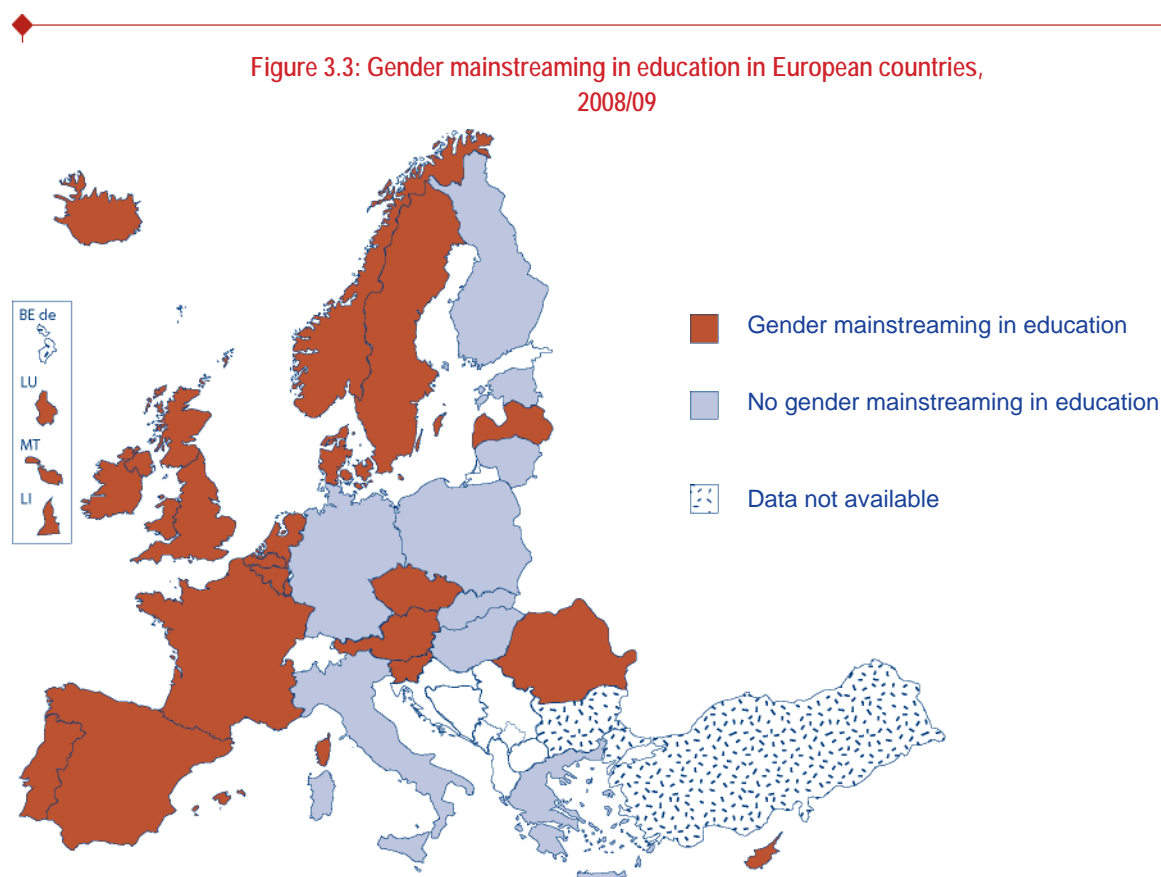 Figure 3.3: Gender mainstreaming in education in European countries,
2008/09
BE de
LU
MT
LI
Gender mainstreaming in education
No gender mainstreaming in education
Data not available